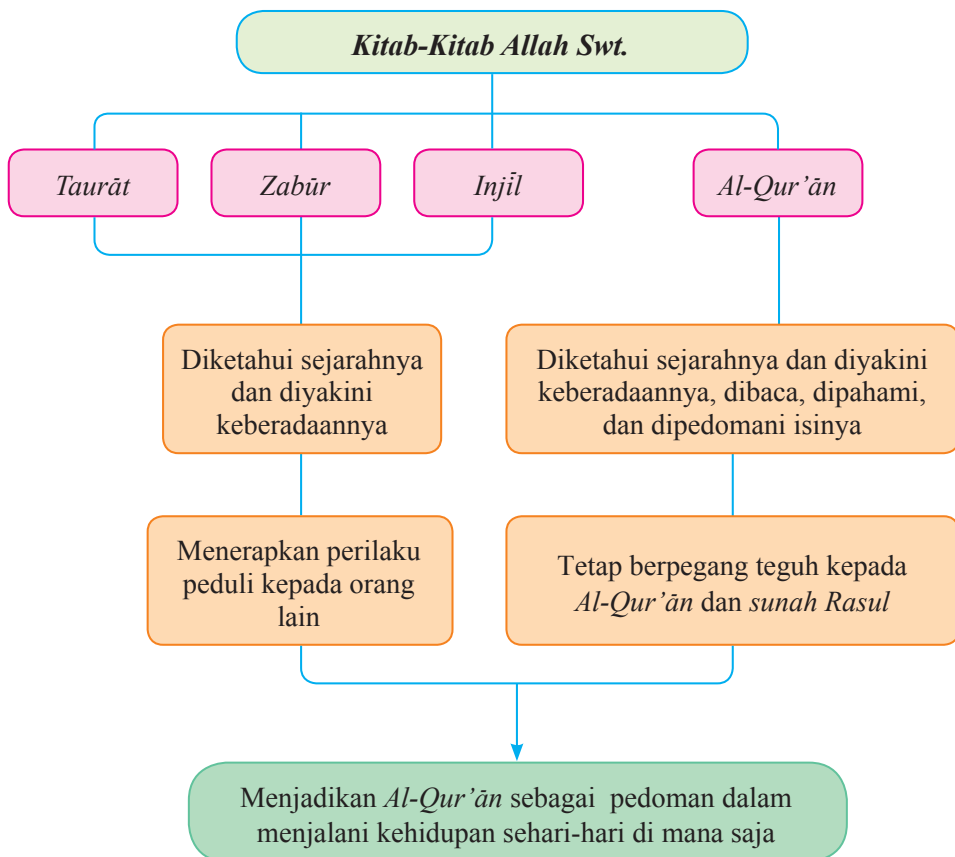 Kitab-Kitab Allah Swt.
Taurāt
Zabūr
Injīl
Al-Qur’ān
Diketahui sejarahnya
dan diyakini
keberadaannya
Diketahui sejarahnya dan diyakini
keberadaannya, dibaca, dipahami,
dan dipedomani isinya
Menerapkan perilaku
peduli kepada orang
lain
Tetap berpegang teguh kepada
Al-Qur’ān dan sunah Rasul
Menjadikan Al-Qur’ān sebagai pedoman dalam
menjalani kehidupan sehari-hari di mana saja